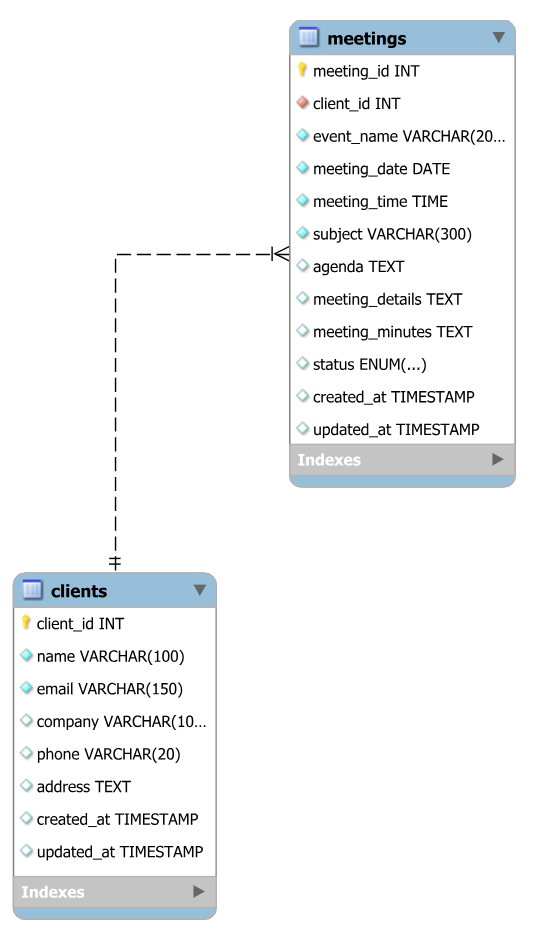 meetings
meeting_id INT
client_id INT
event_name VARCHAR(20...
meeting_date DATE
meeting_time TIME
subject VARCHAR(300)
agenda TEXT
meeting_details TEXT
meeting_minutes TEXT
status ENUM(...)
created_at TIMESTAMP
updated_at TIMESTAMP
Indexes
clients
client_id INT
name VARCHAR(100)
email VARCHAR(150)
company VARCHAR(10...
phone VARCHAR(20)
address TEXT
created_at TIMESTAMP
updated_at TIMESTAMP
Indexes